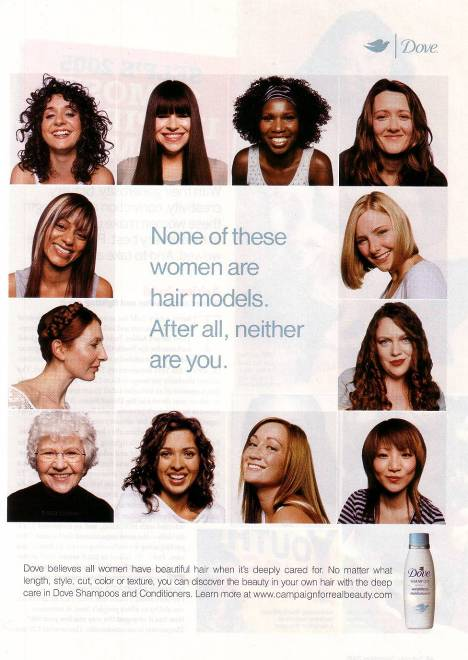 Dove
None of these
women are
hair models.
After all, neither
are you.
Dove believes all women have beautiful hair when it's deeply cared for. No matter what
length, style, cut, color or texture, you can discover the beauty in your own hair with the deep
care in Dove Shampoos and Conditioners. Learn more at www.campaignforrealbeauty.com
Dove